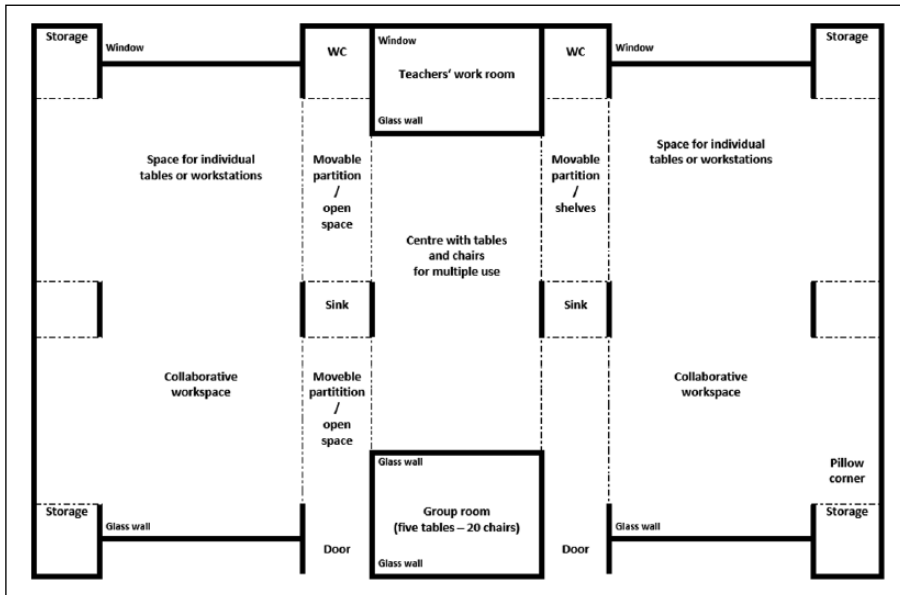 Storage
Window
WC
Window
Teachers' work room
Glass wall
WC
Window
Storage
Space for individual
tables or workstations
Movable
partition
/
open
space
Centre with tables
and chairs
for multiple use
Movable
partition
/
shelves
Space for individual
tables or workstations
Sink
Sink
Collaborative
workspace
Moveble
partitition
/
open
space
Collaborative
workspace
Pillow
corner
Storage
Glass wall
Door
Glass wall
Group room
(five tables – 20 chairs)
Glass wall
Door
Glass wall
Storage